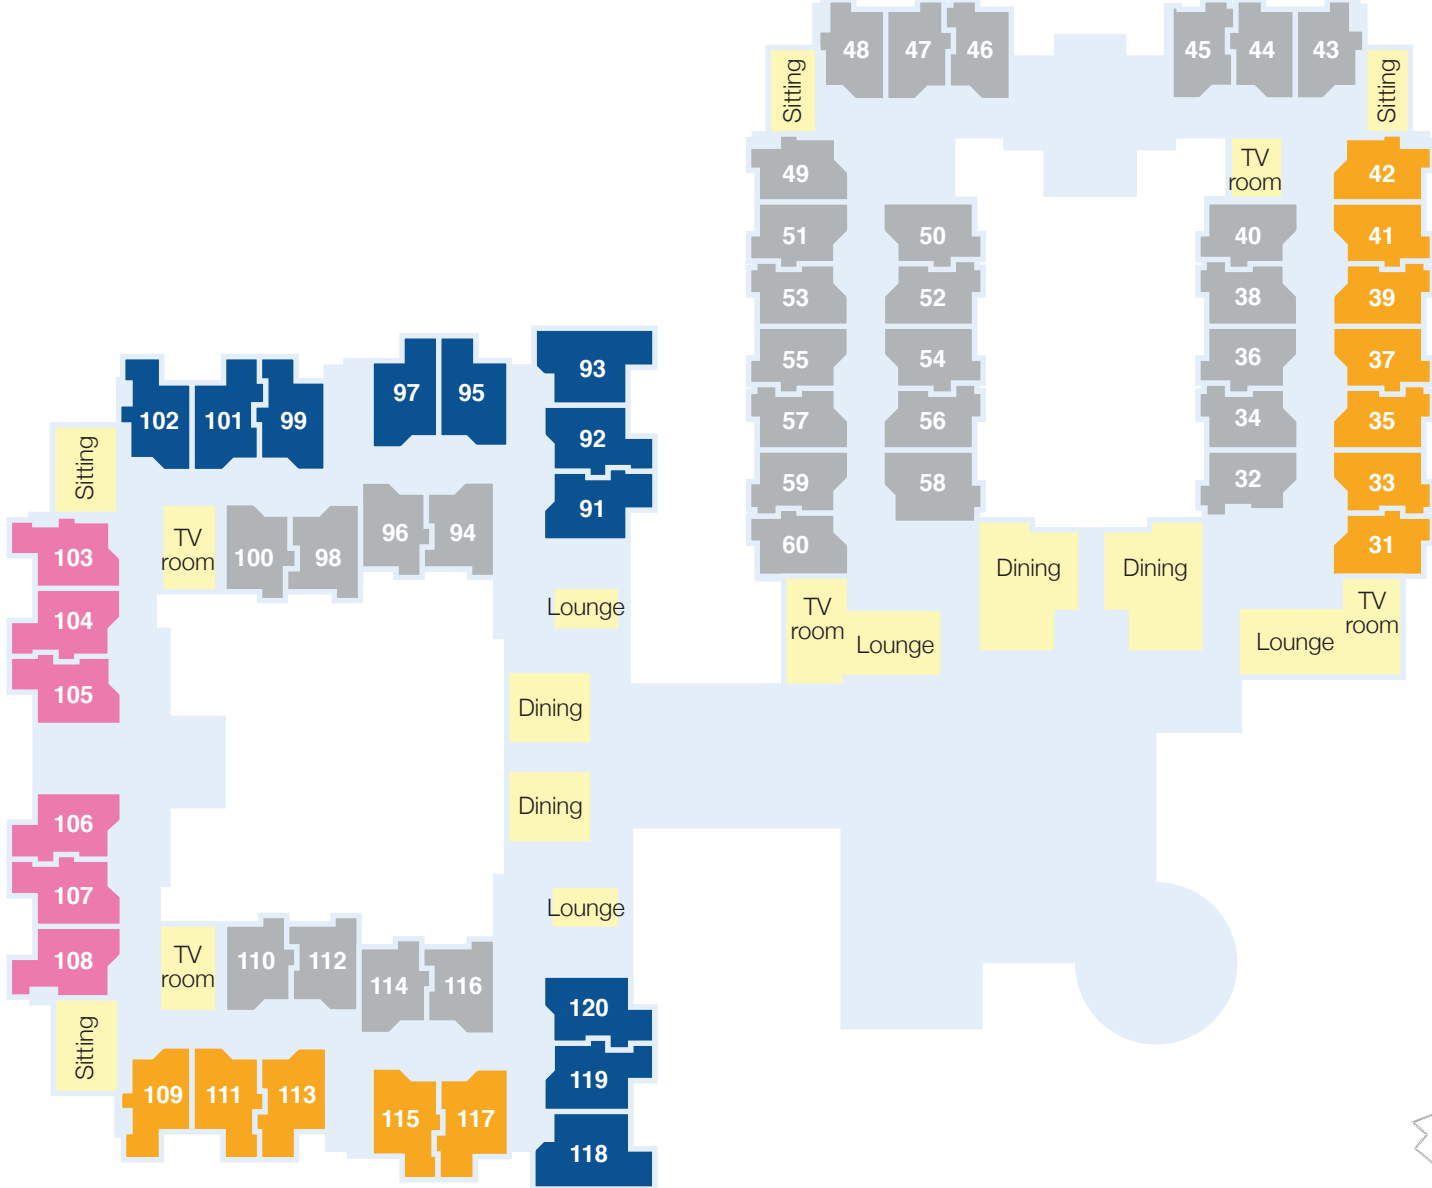 48 47 46 45 44 43
Sitting Sitting
49 TV 42
room
51 50 40 41
53 52 38 39
55 54 36 37
57 56 34 35
59 58 32 33
60 31
Dining Dining
TV TV
room room
Lounge Lounge
93
97 95
102 101 99
92
Sitting
91
103 TV 100 98 96 94
room
104 Lounge
105
Dining
106 Dining
107
Lounge
108 TV 110 112
room 114 116
120
Sitting
109 111 113 119
115 117
118